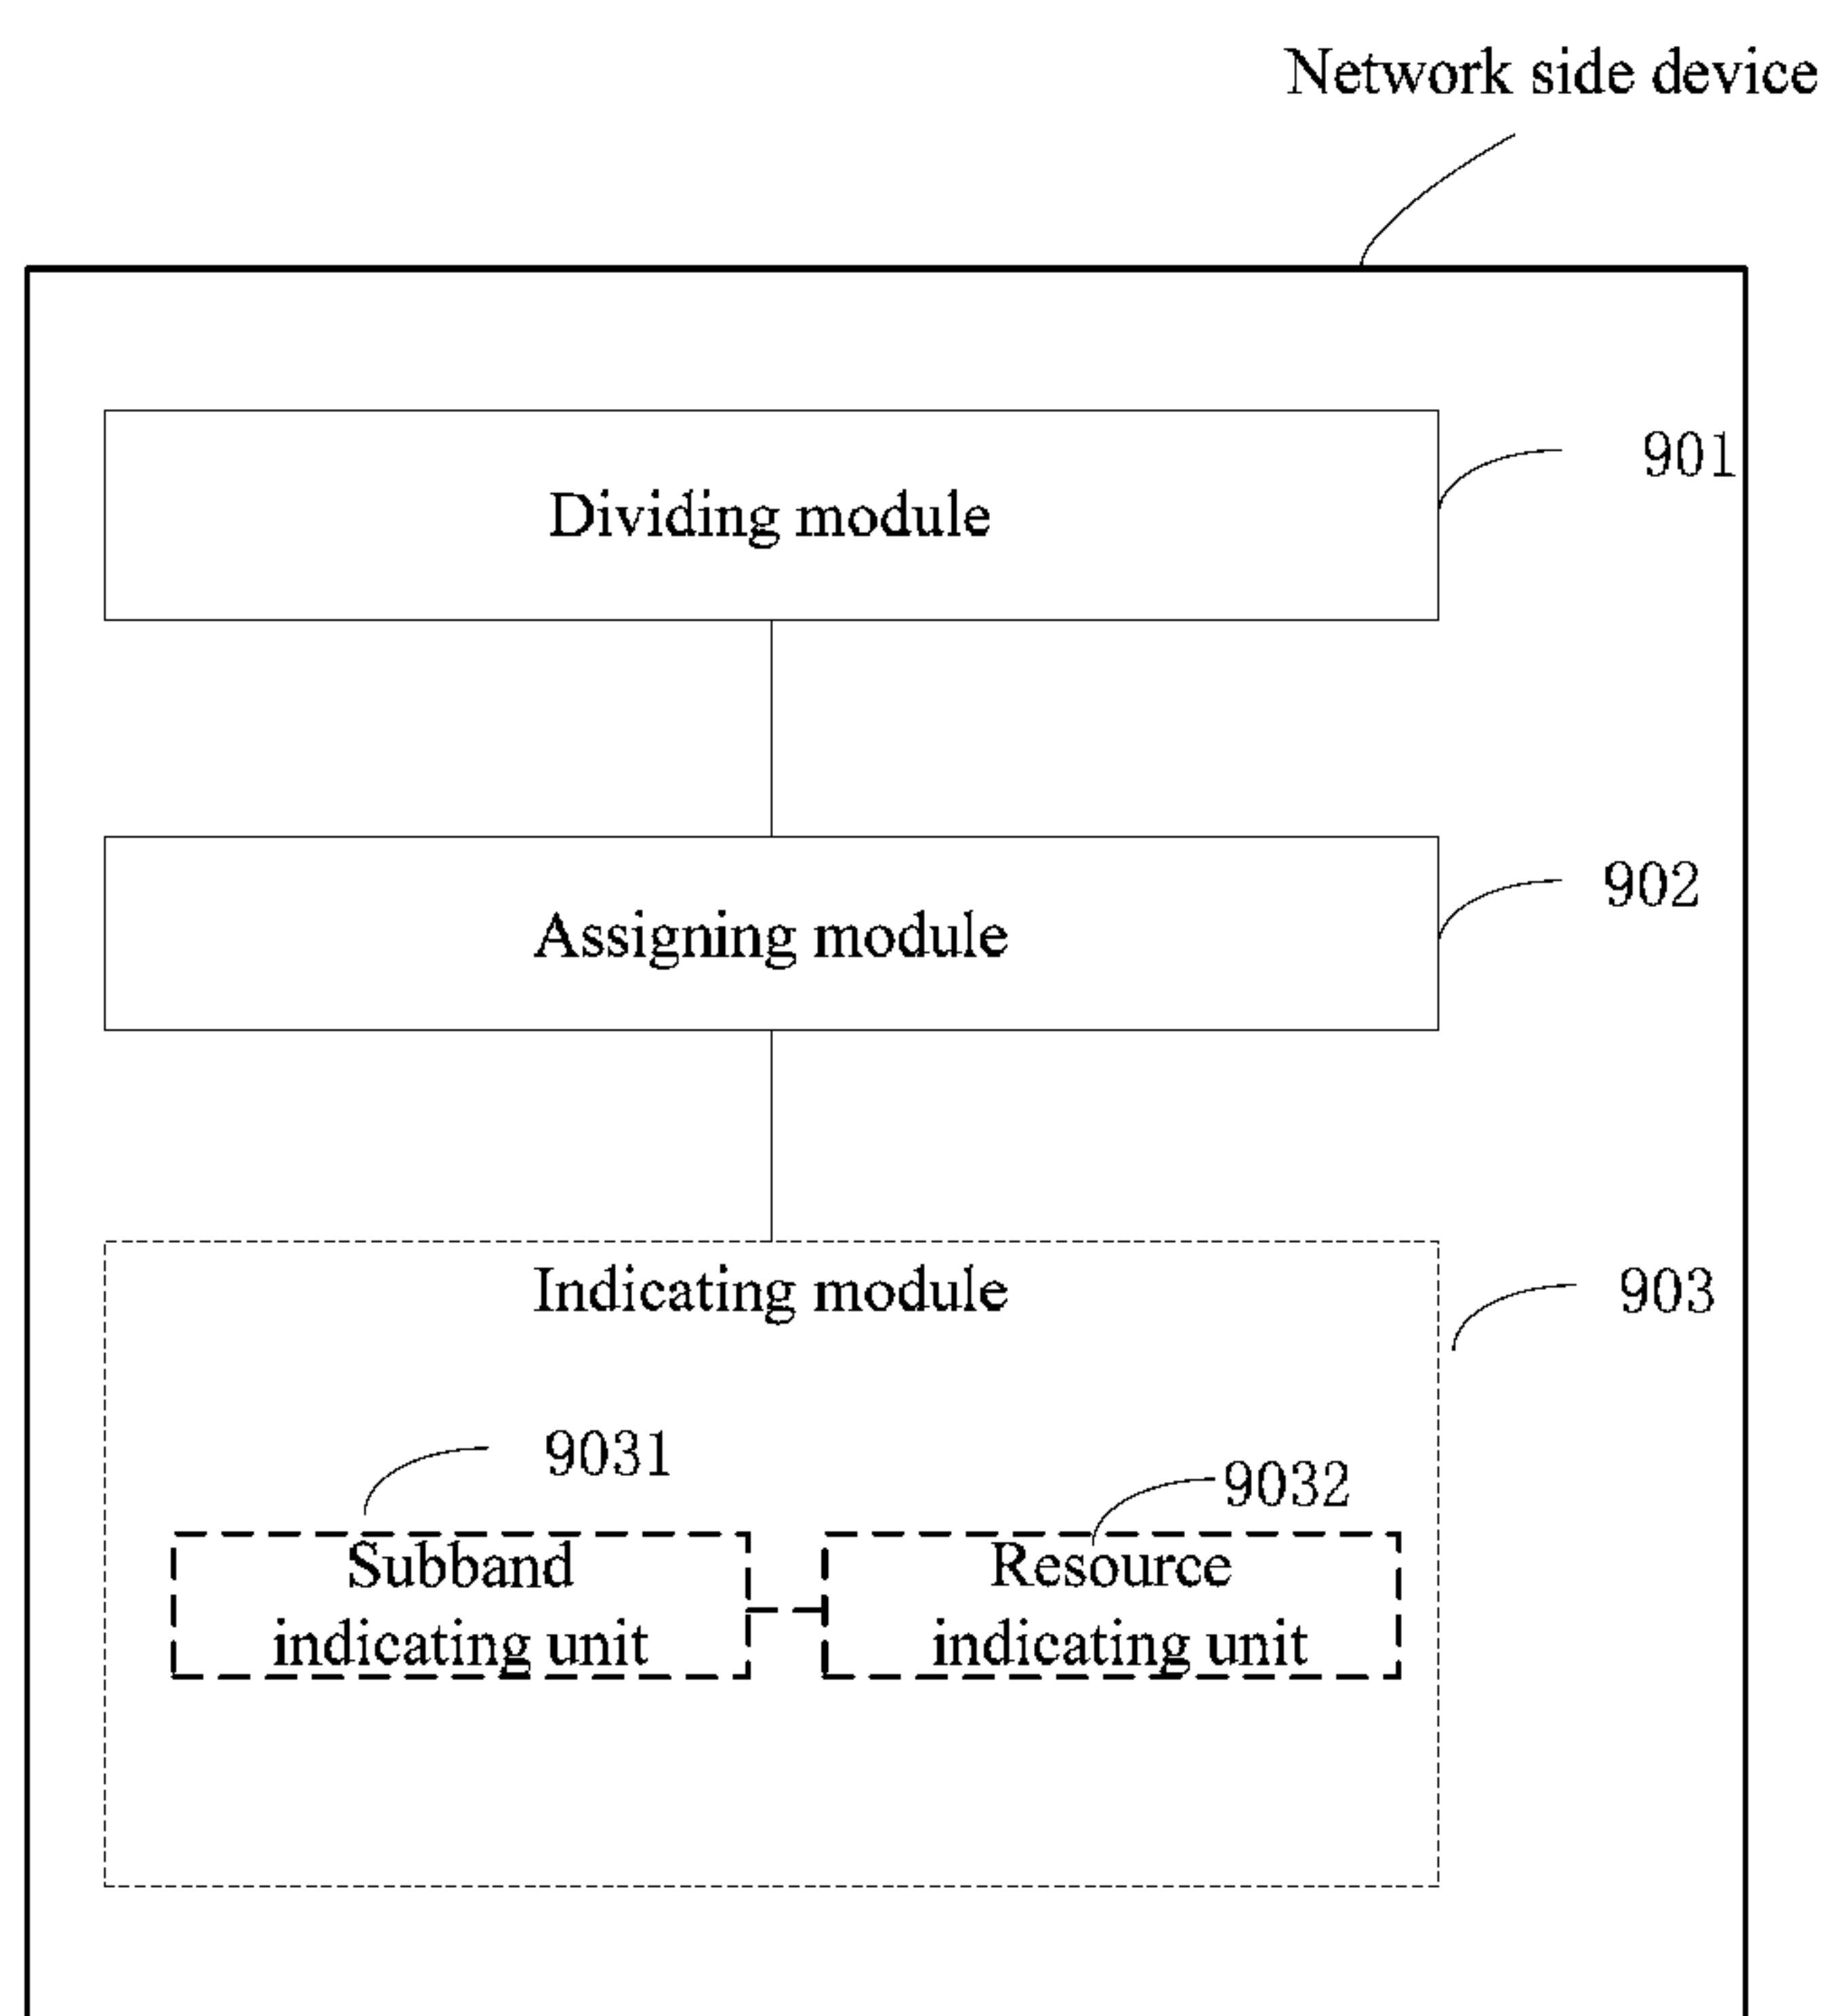 Network side device
901
Dividing module
902
Assigning module
903
Indicating module
9031
9032
Subband
indicating unit
Resource
indicating unit